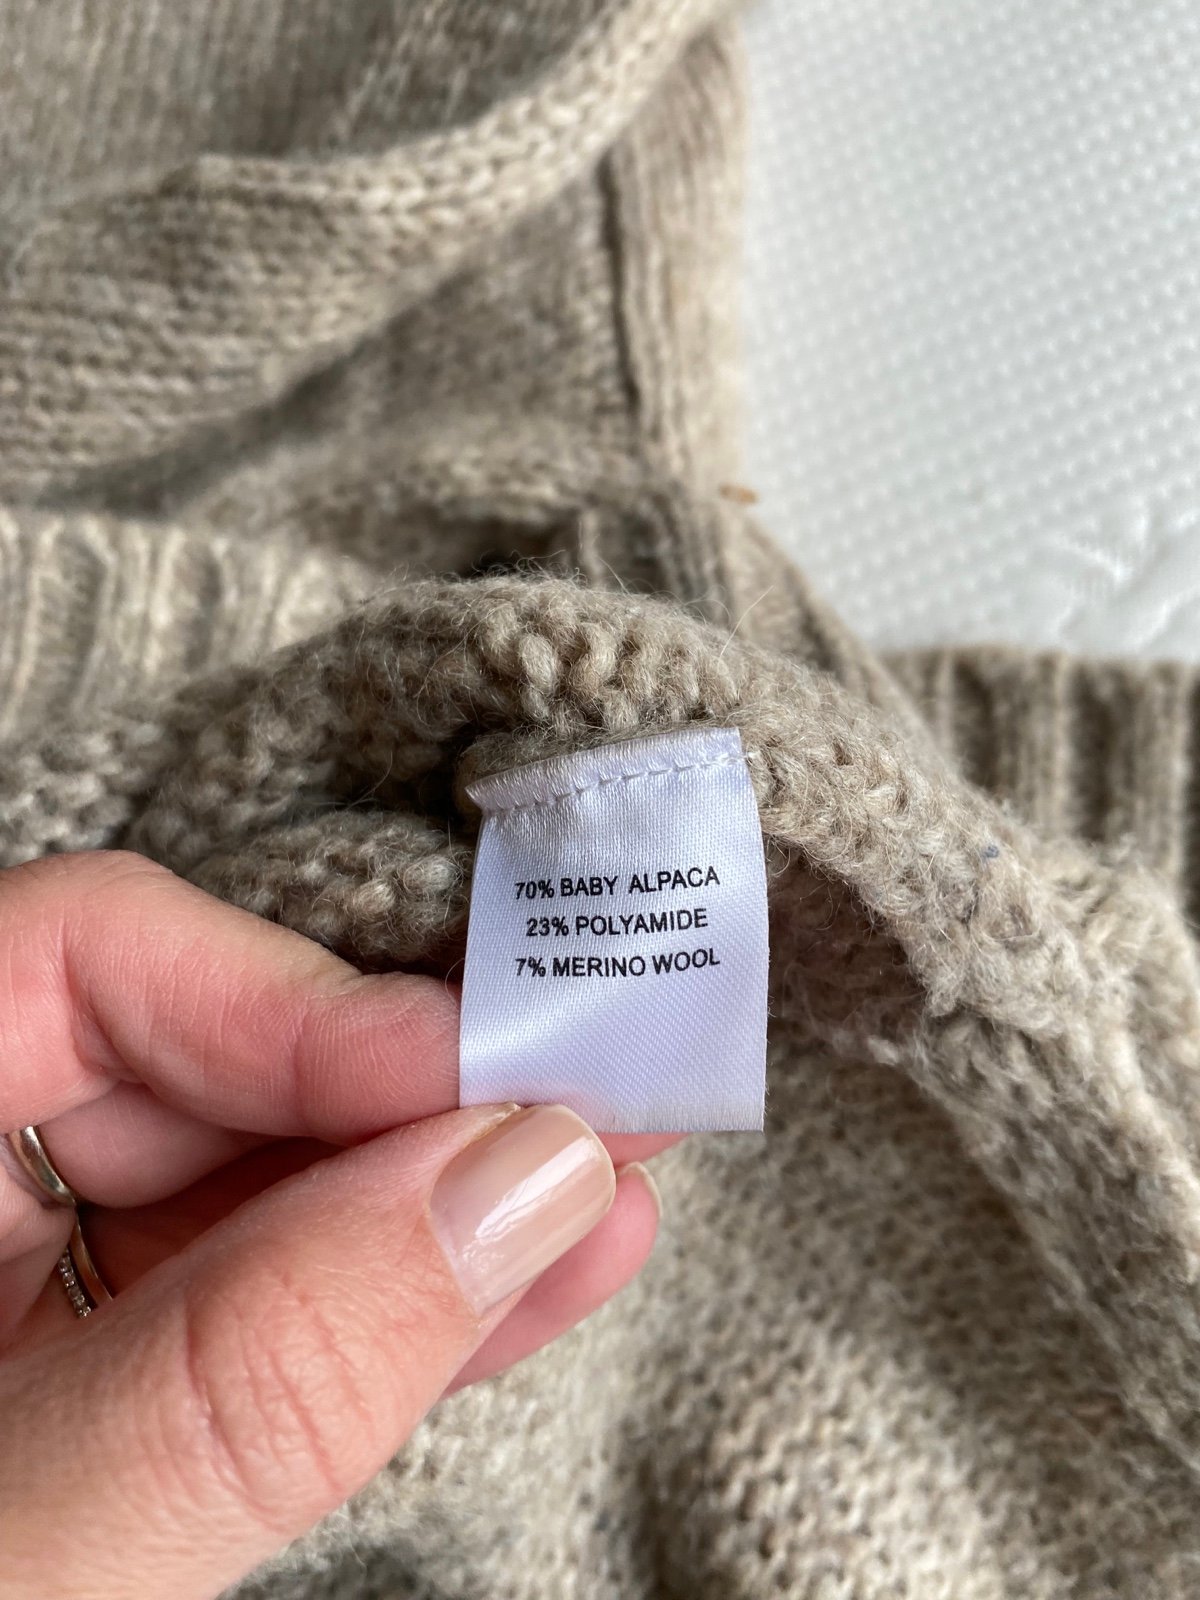 70% BABY ALPACA
23% POLYAMIDE
7% MERINO WOOL